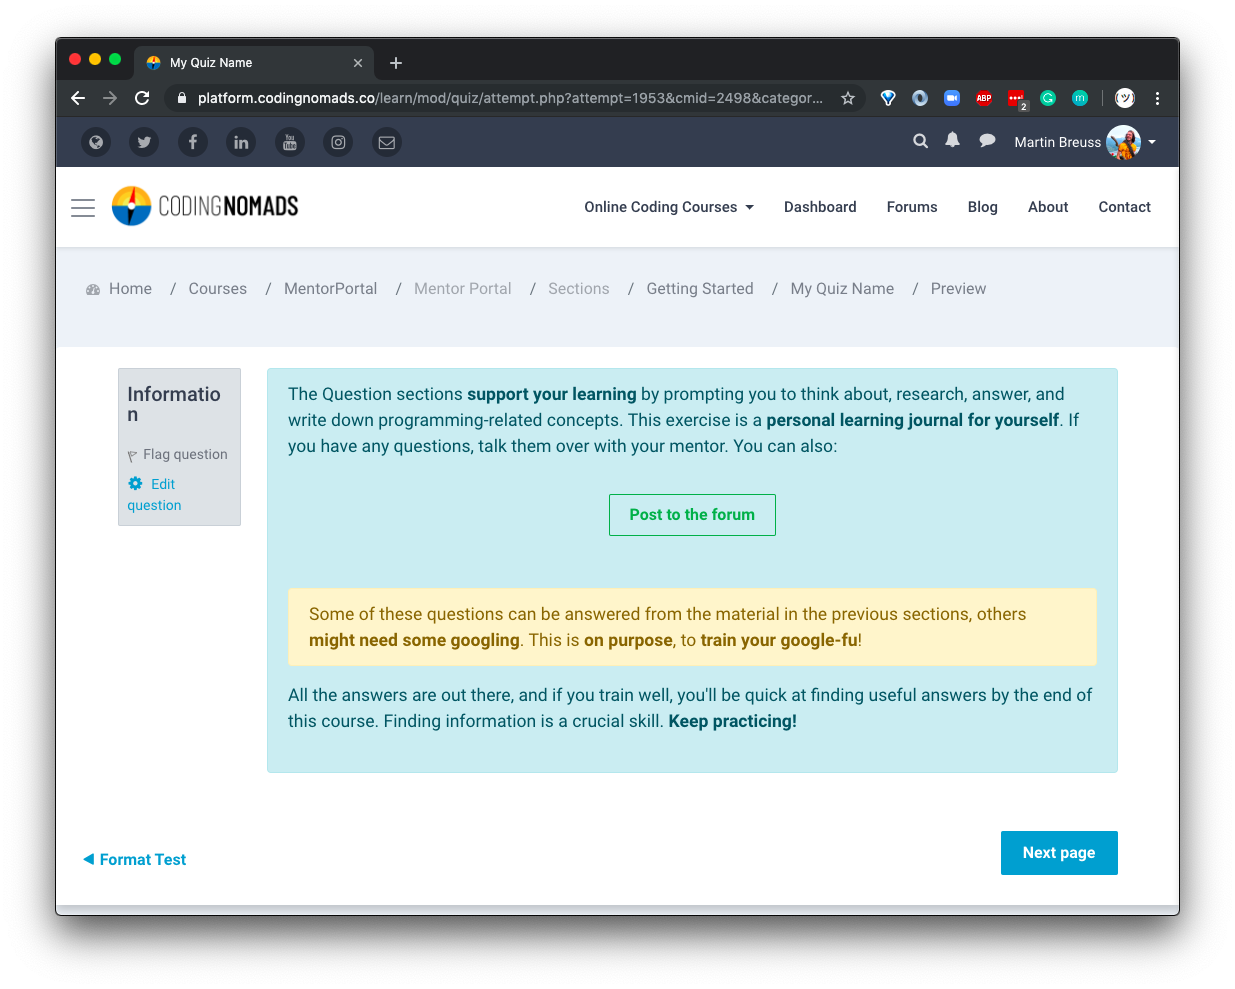 My Quiz Name
platform.codingnomads.co/learn/mod/quiz/attempt.php?attempt=1953&cmid=2498&categor...
ABP
2
G
m
You
Tube
in
Martin Breuss
CODINGNOMADS
Online Coding Courses
Dashboard
Forums
Blog
About
Contact
Home / Courses / MentorPortal / Mentor Portal / Sections / Getting Started / My Quiz Name / Preview
Informatio
n
Flag question
Edit
question
The Question sections support your learning by prompting you to think about, research, answer, and
write down programming-related concepts. This exercise is a personal learning journal for yourself. If
you have any questions, talk them over with your mentor. You can also:
Post to the forum
Some of these questions can be answered from the material in the previous sections, others
might need some googling. This is on purpose, to train your google-fu!
All the answers are out there, and if you train well, you'll be quick at finding useful answers by the end of
this course. Finding information is a crucial skill. Keep practicing!
Format Test
Next page